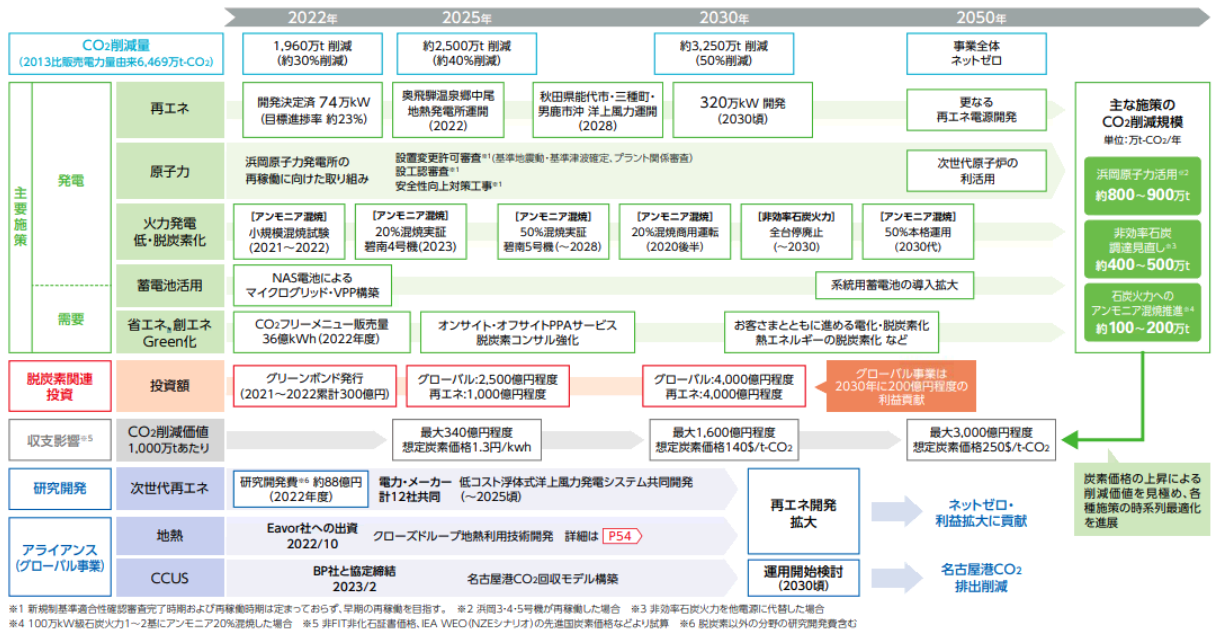 2022年
2025年
2030年
2050年
CO2削減量
(2013比販売電力量由来6,469万t-CO2)
1,960万t 削減
(約30%削減)
約2,500万t 削減
(約40%削減)
約3,250万t 削減
(50%削減)
事業全体
ネットゼロ
主要施策
発電
再エネ
開発決定済 74万kW
(目標進捗率 約23%)
奥飛騨温泉郷中尾
地熱発電所運開
(2022)
秋田県能代市・三種町・
男鹿市沖 洋上風力運開
(2028)
320万kW 開発
(2030頃)
更なる
再エネ電源開発
原子力
浜岡原子力発電所の
再稼働に向けた取り組み
設置変更許可審査※1(基準地震動・基準津波確定、プラント関係審査)
設工認審査※1
安全性向上対策工事※1
次世代原子炉の
利活用
火力発電
低・脱炭素化
[アンモニア混焼]
小規模混焼試験
(2021〜2022)
[アンモニア混焼]
20%混焼実証
碧南4号機(2023)
[アンモニア混焼]
50%混焼実証
碧南5号機(〜2028)
[アンモニア混焼]
20%混焼商用運転
(2020後半)
[非効率石炭火力]
全台停廃止
(〜2030)
[アンモニア混焼]
50%本格運用
(2030代)
蓄電池活用
NAS電池による
マイクログリッド・VPP構築
系統用蓄電池の導入拡大
需要
省エネ、創エネ
Green化
CO2フリーメニュー販売量
36億kWh(2022年度)
オンサイト・オフサイトPPAサービス
脱炭素コンサル強化
お客さまとともに進める電化・脱炭素化
熱エネルギーの脱炭素化 など
主な施策の
CO2削減規模
単位:万t-CO2/年
浜岡原子力活用※2
約800〜900万t
非効率石炭
調達見直し※3
約400〜500万t
石炭火力への
アンモニア混焼推進※4
約100〜200万t
脱炭素関連
投資
投資額
グリーンボンド発行
(2021〜2022累計300億円)
グローバル:2,500億円程度
再エネ:1,000億円程度
グローバル:4,000億円程度
再エネ:4,000億円程度
グローバル事業は
2030年に200億円程度の
利益貢献
収支影響※5
CO2削減価値
1,000万tあたり
最大340億円程度
想定炭素価格1.3円/kwh
最大1,600億円程度
想定炭素価格140$/t-CO2
最大3,000億円程度
想定炭素価格250$/t-CO2
炭素価格の上昇による
削減価値を見極め、各
種施策の時系列最適化
を進展
研究開発
次世代再エネ
研究開発費※6 約88億円
(2022年度)
電力・メーカー
計12社共同
低コスト浮体式洋上風力発電システム共同開発
(〜2025頃)
再エネ開発
拡大
ネットゼロ・
利益拡大に貢献
アライアンス
(グローバル事業)
地熱
Eavor社への出資
2022/10
クローズドループ地熱利用技術開発 詳細は P54
CCUS
BP社と協定締結
2023/2
名古屋港CO2回収モデル構築
運用開始検討
(2030頃)
名古屋港CO2
排出削減
※1 新規制基準適合性確認審査完了時期および再稼働時期は定まっておらず、早期の再稼働を目指す。 ※2 浜岡3・4・5号機が再稼働した場合 ※3 非効率石炭火力を他電源に代替した場合
※4 100万kW級石炭火力1〜2基にアンモニア20%混焼した場合 ※5 非FIT非化石証書価格、IEA WEO(NZEシナリオ)の先進国炭素価格などより試算 ※6 脱炭素以外の分野の研究開発費含む